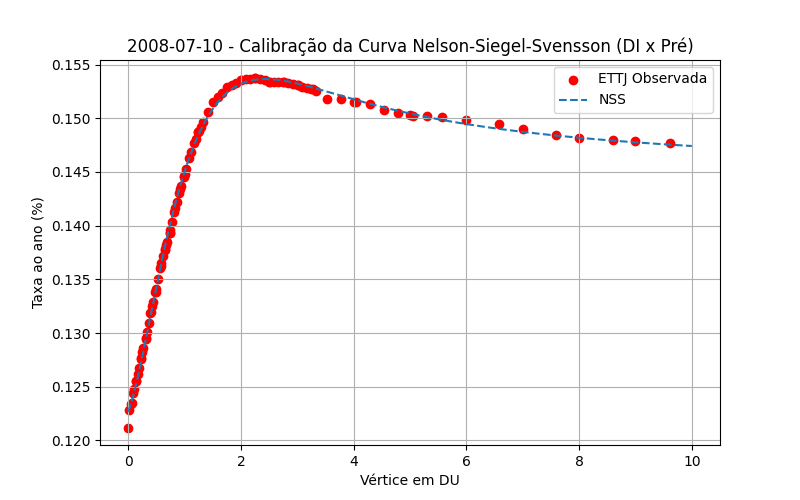 2008-07-10 - Calibração da Curva Nelson-Siegel-Svensson (DI x Pré)
ETTJ Observada
NSS
Taxa ao ano (%)
0.155
0.150
0.145
0.140
0.135
0.130
0.125
0.120
0
2
4
6
8
10
Vértice em DU